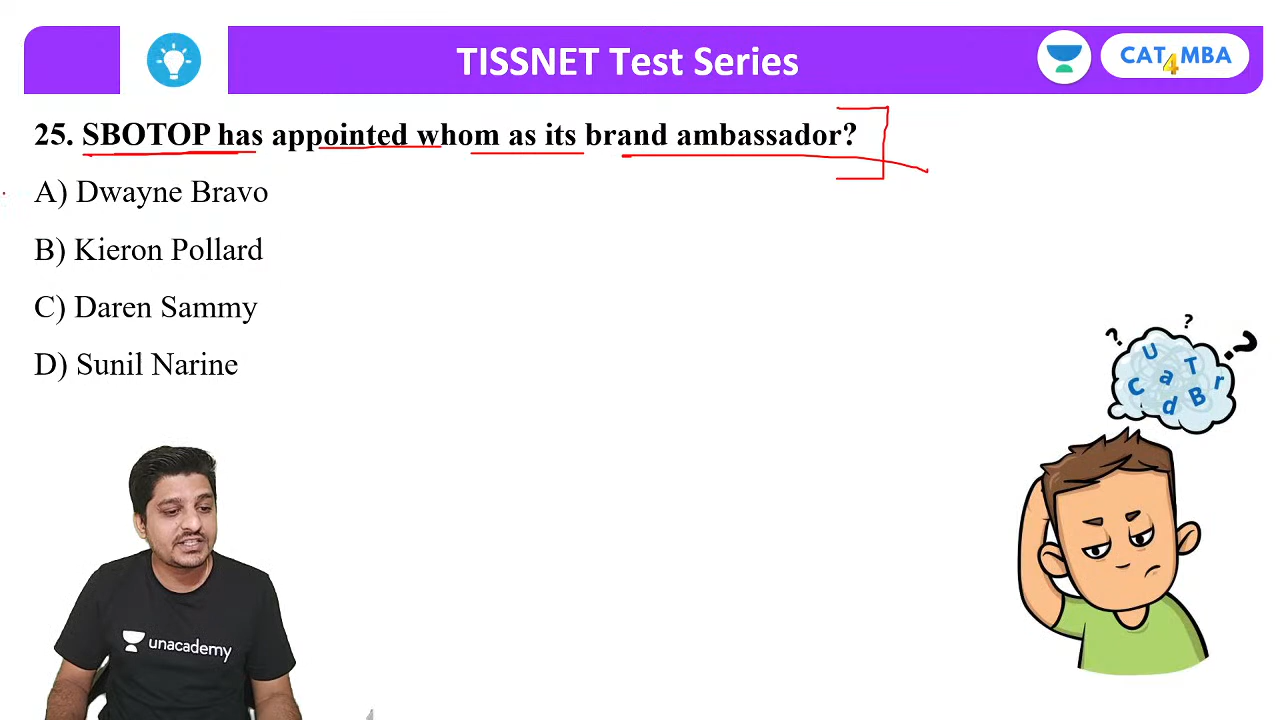 TISSNET Test Series
CAT4MBA
25. SBOTOP has appointed whom as its brand ambassador?
A) Dwayne Bravo
B) Kieron Pollard
C) Daren Sammy
D) Sunil Narine
? ? ?
U T
C a r
d B
unacademy